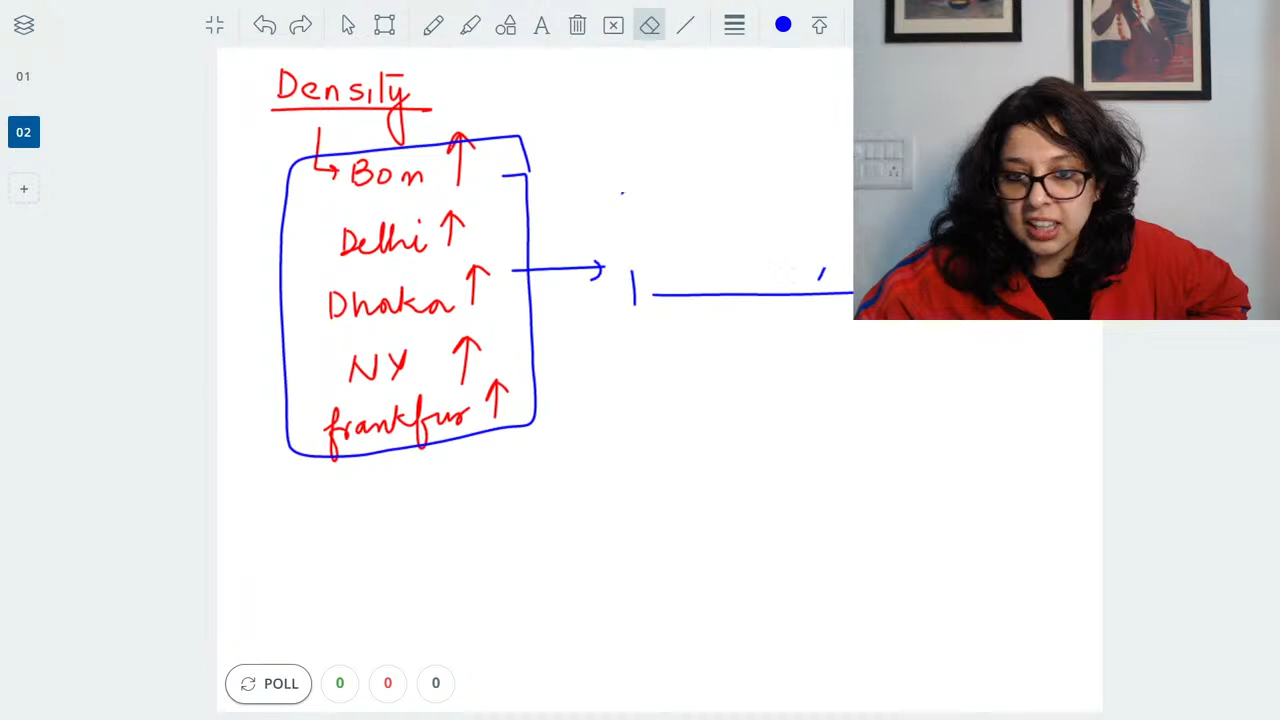 01
02
Density
Bom ↑
Delhi ↑
Dhaka ↑
NY ↑
frankfur ↑
POLL 0 0 0